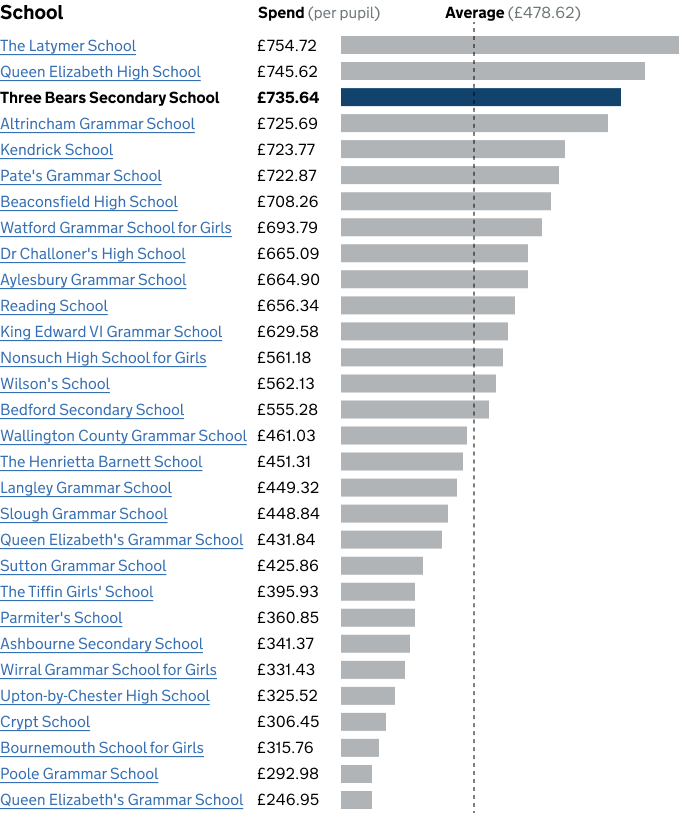 School Spend (per pupil) Average (£478.62)
The Latymer School £754.72
Queen Elizabeth High School £745.62
Three Bears Secondary School £735.64
Altrincham Grammar School £725.69
Kendrick School £723.77
Pate's Grammar School £722.87
Beaconsfield High School £708.26
Watford Grammar School for Girls £693.79
Dr Challoner's High School £665.09
Aylesbury Grammar School £664.90
Reading School £656.34
King Edward VI Grammar School £629.58
Nonsuch High School for Girls £561.18
Wilson's School £562.13
Bedford Secondary School £555.28
Wallington County Grammar School £461.03
The Henrietta Barnett School £451.31
Langley Grammar School £449.32
Slough Grammar School £448.84
Queen Elizabeth's Grammar School £431.84
Sutton Grammar School £425.86
The Tiffin Girls' School £395.93
Parmiter's School £360.85
Ashbourne Secondary School £341.37
Wirral Grammar School for Girls £331.43
Upton-by-Chester High School £325.52
Crypt School £306.45
Bournemouth School for Girls £315.76
Poole Grammar School £292.98
Queen Elizabeth's Grammar School £246.95